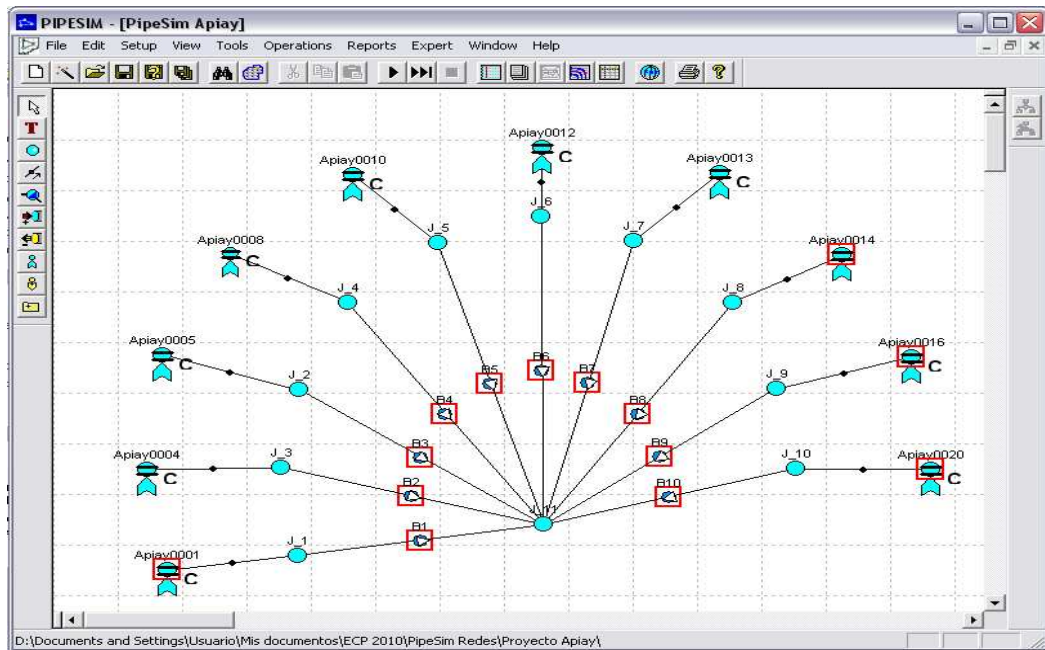 PIPESIM - [PipeSim Apiay]
File Edit Setup View Tools Operations Reports Expert Window Help
T
Apiay0012
Apiay0010
C
Apiay0013
C
C
J_6
J_5
J_7
Apiay0008
Apiay0014
C
J_4
J_8
Apiay0005
Apiay0016
C
B6
C
J_2
B5
B7
J_9
B4
B8
Apiay0004
J_3
B3
B9
J_10
Apiay0020
C
B2
B10
C
J_11
B1
Apiay0001
J_1
C
D:\Documents and Settings\Usuario\Mis documentos\ECP 2010\PipeSim Redes\Proyecto Apiay\